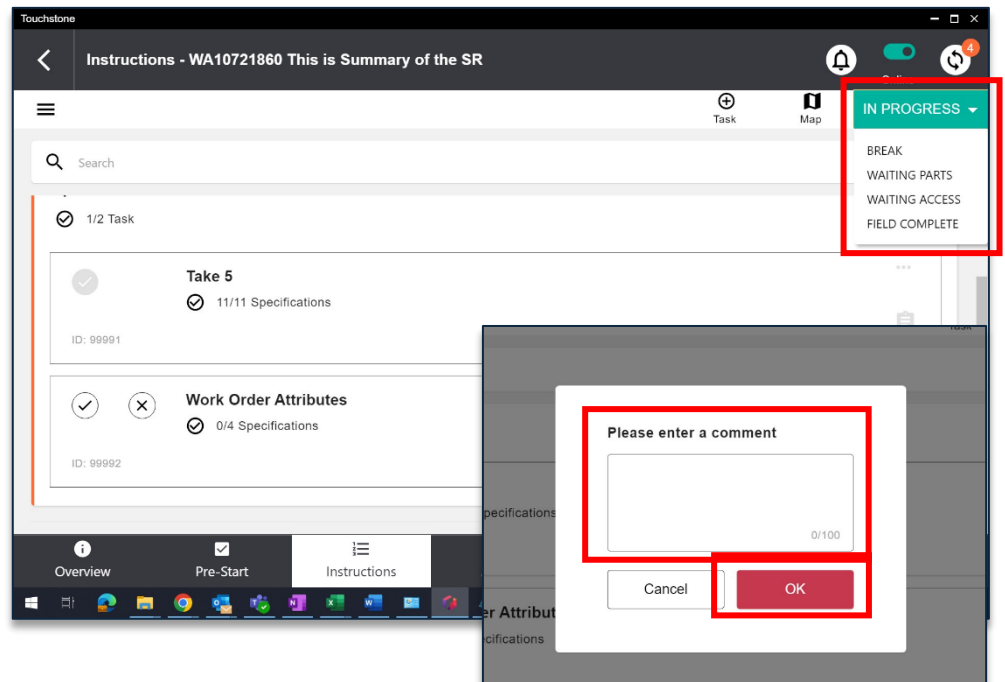 Touchstone
Instructions - WA10721860 This is Summary of the SR
4
Task
Map
IN PROGRESS
BREAK
WAITING PARTS
WAITING ACCESS
FIELD COMPLETE
Search
1/2 Task
Take 5
11/11 Specifications
ID: 99991
Work Order Attributes
0/4 Specifications
ID: 99992
Overview
Pre-Start
Instructions
Please enter a comment
0/100
Cancel
OK
pecifications
er Attribut
cifications